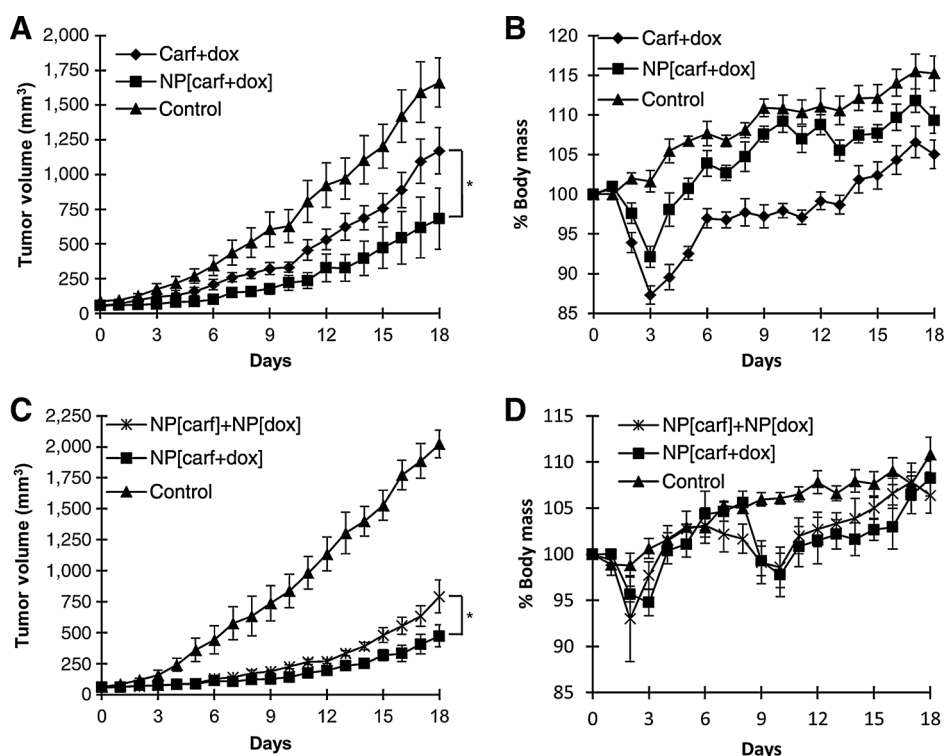 A
Tumor volume (mm³)
2,000
1,750
1,500
1,250
1,000
750
500
250
0
Carf+dox
NP[carf+dox]
Control
*
0 3 6 9 12 15 18
Days
B
% Body mass
120
115
110
105
100
95
90
85
Carf+dox
NP[carf+dox]
Control
0 3 6 9 12 15 18
Days
C
Tumor volume (mm³)
2,250
2,000
1,750
1,500
1,250
1,000
750
500
250
0
NP[carf]+NP[dox]
NP[carf+dox]
Control
*
0 3 6 9 12 15 18
Days
D
% Body mass
115
110
105
100
95
90
85
NP[carf]+NP[dox]
NP[carf+dox]
Control
0 3 6 9 12 15 18
Days